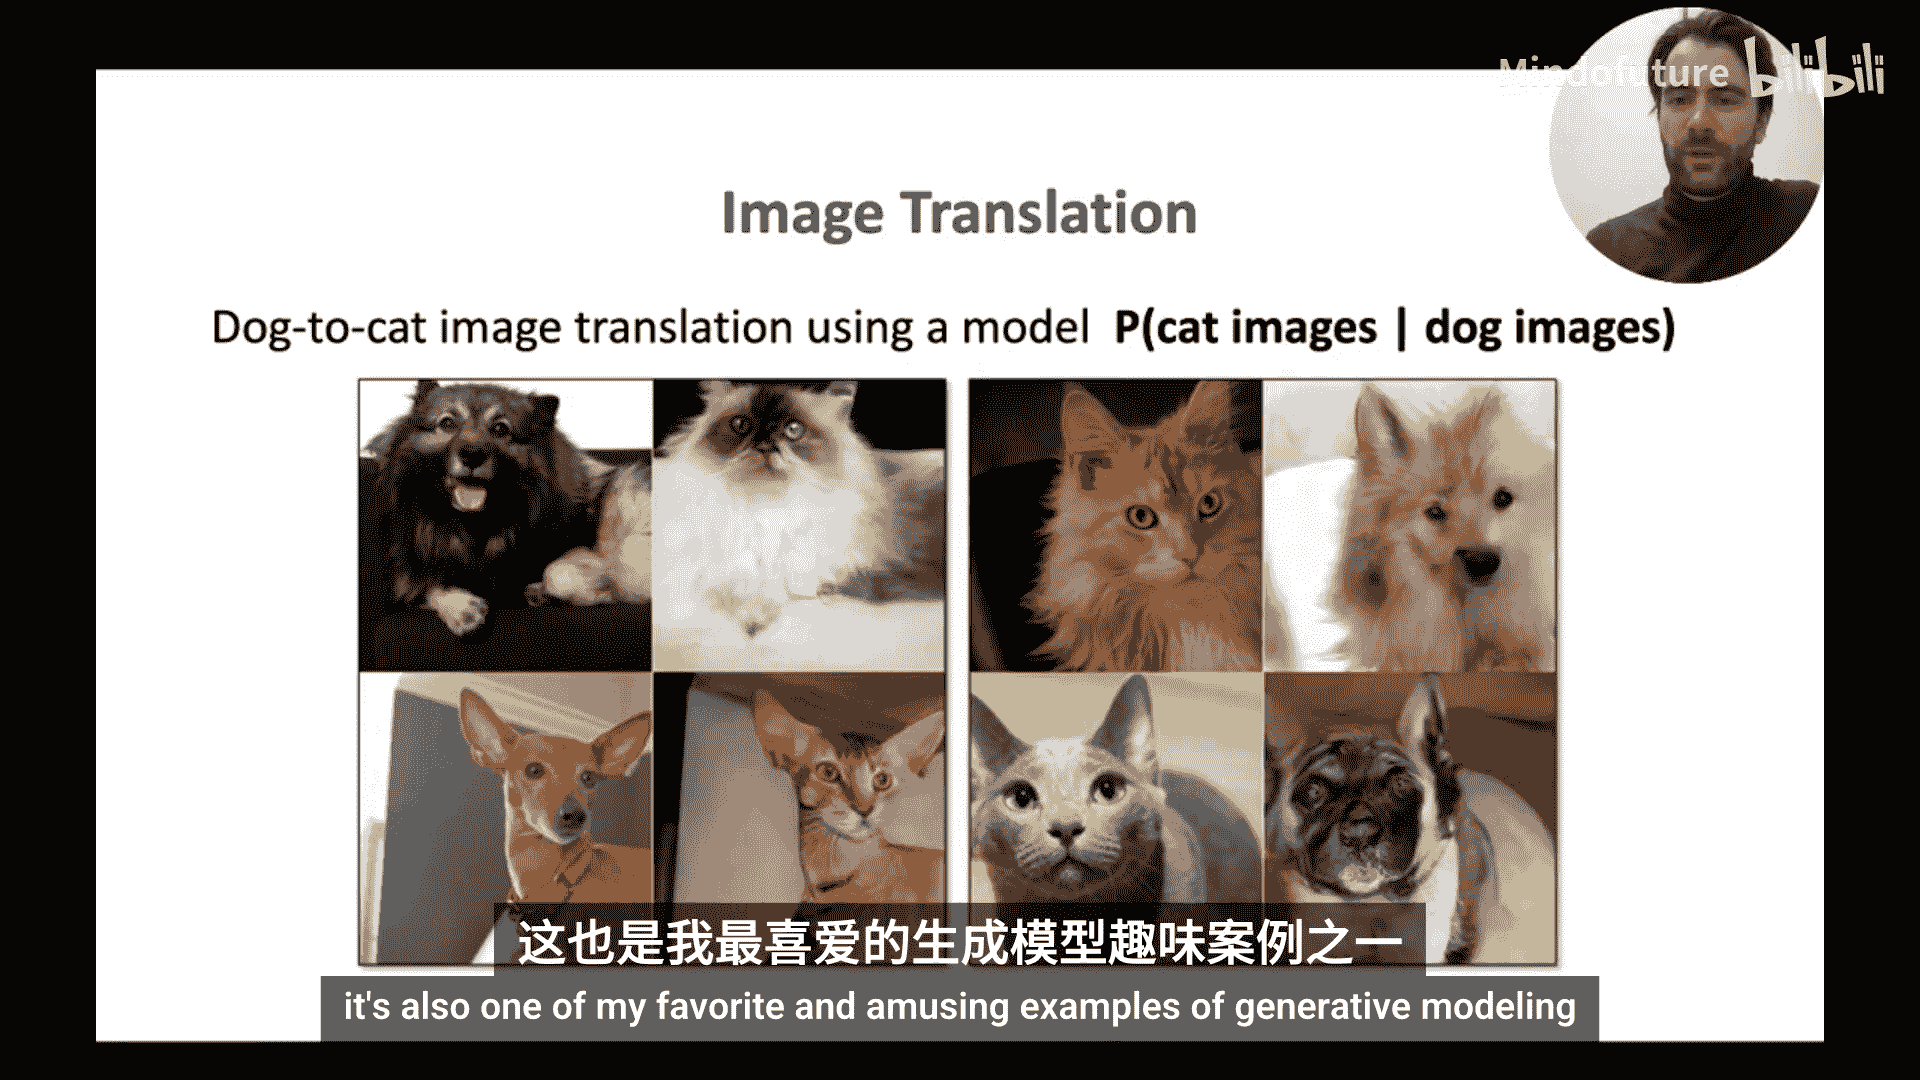 Mindofuture bilibili
Image Translation
Dog-to-cat image translation using a model P(cat images | dog images)
这也是我最喜爱的生成模型趣味案例之一
it's also one of my favorite and amusing examples of generative modeling